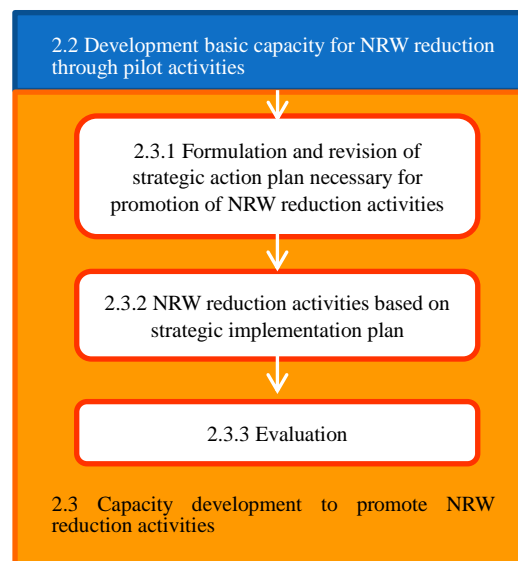 2.2 Development basic capacity for NRW reduction
through pilot activities
2.3.1 Formulation and revision of
strategic action plan necessary for
promotion of NRW reduction activities
2.3.2 NRW reduction activities based on
strategic implementation plan
2.3.3 Evaluation
2.3 Capacity development to promote NRW
reduction activities